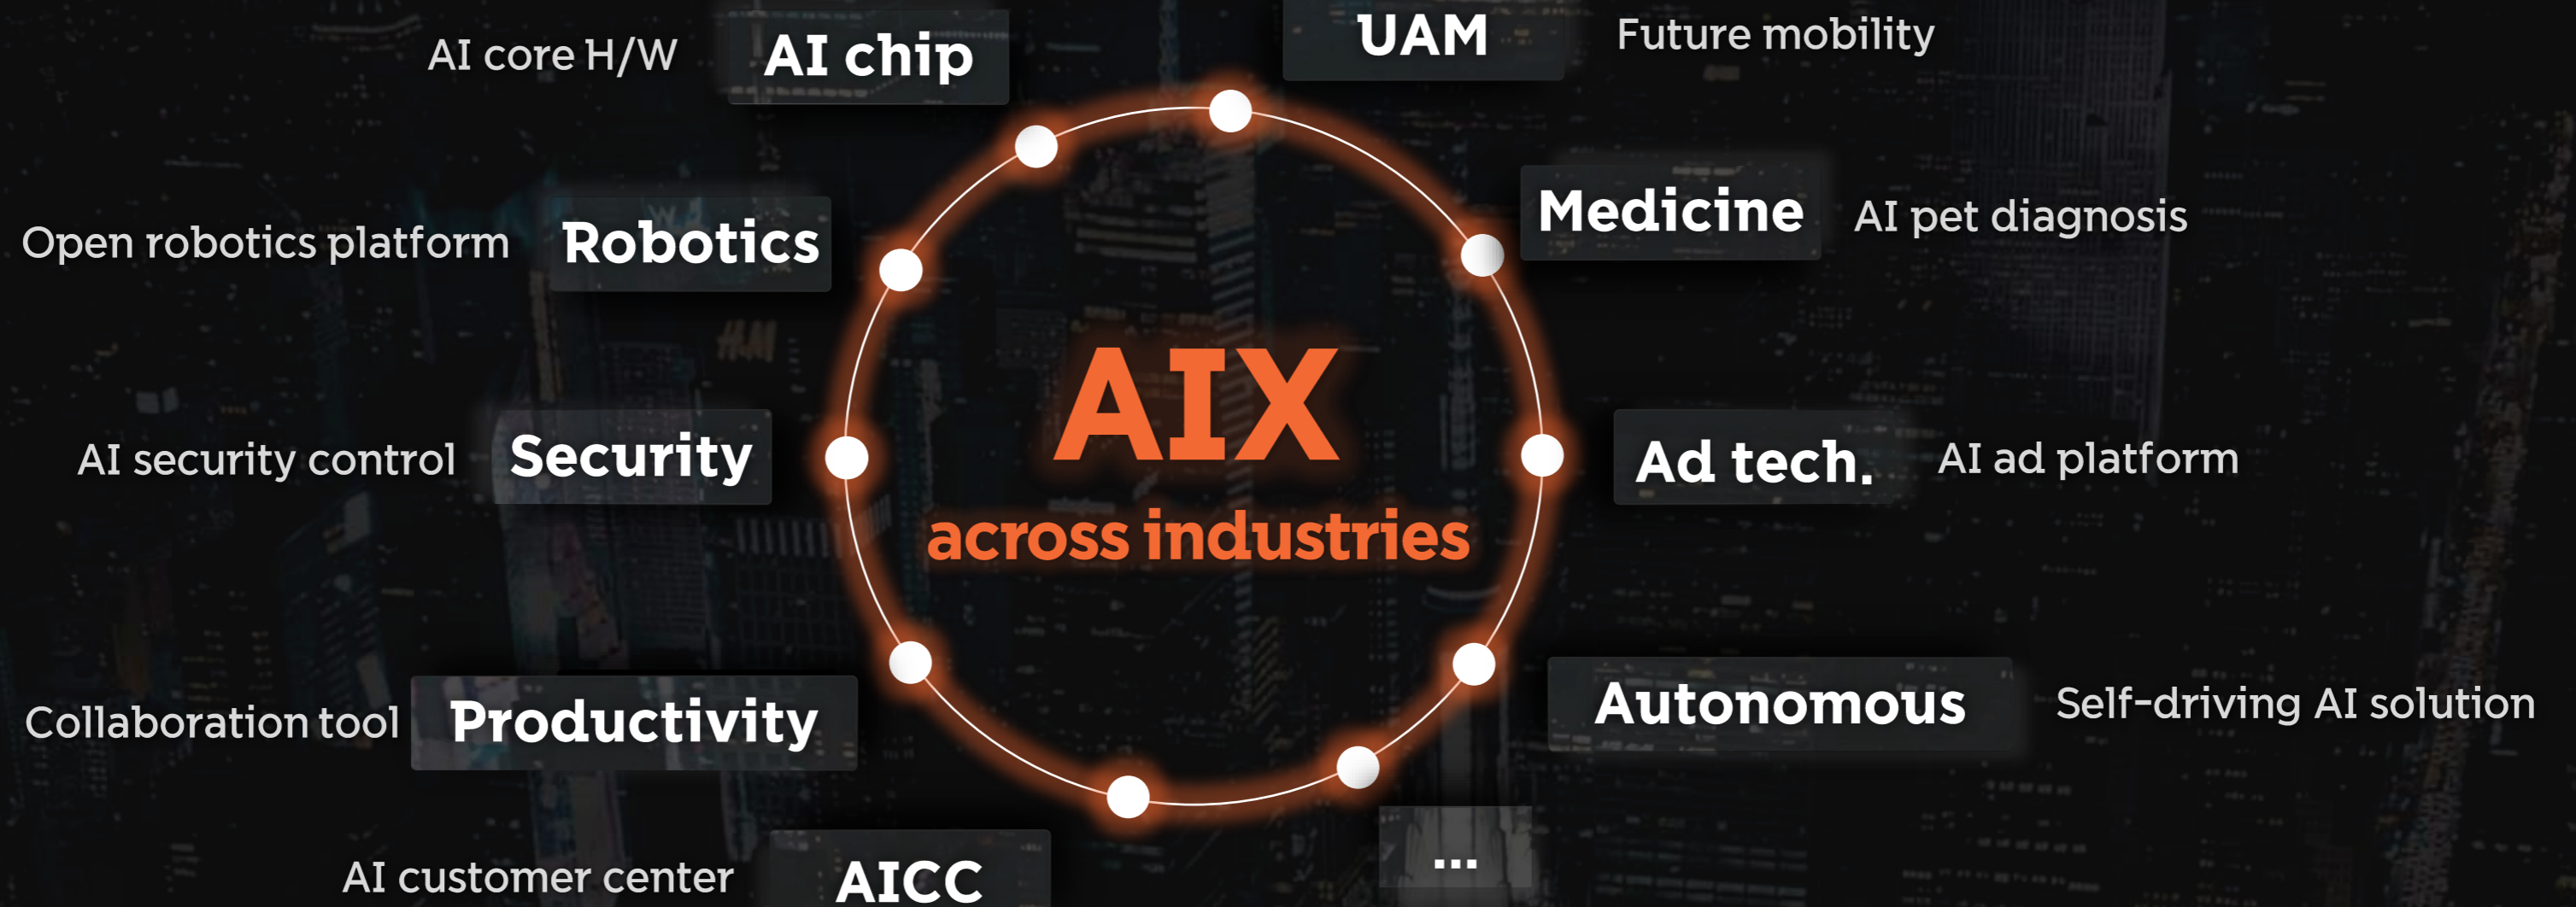 AI core H/W
AI chip
UAM
Future mobility
Open robotics platform
Robotics
Medicine
AI pet diagnosis
AIX
across industries
AI security control
Security
Ad tech.
AI ad platform
Collaboration tool
Productivity
Autonomous
Self-driving AI solution
AI customer center
AICC
...